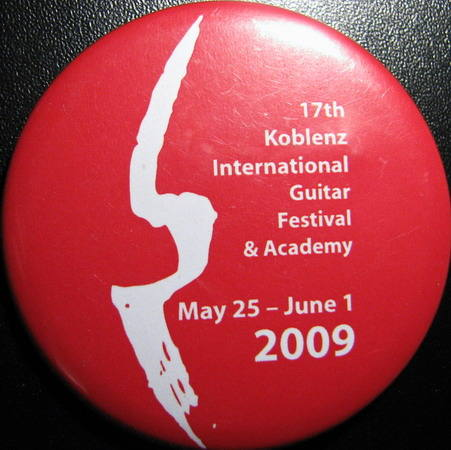 17th
Koblenz
International
Guitar
Festival
& Academy
May 25 – June 1
2009